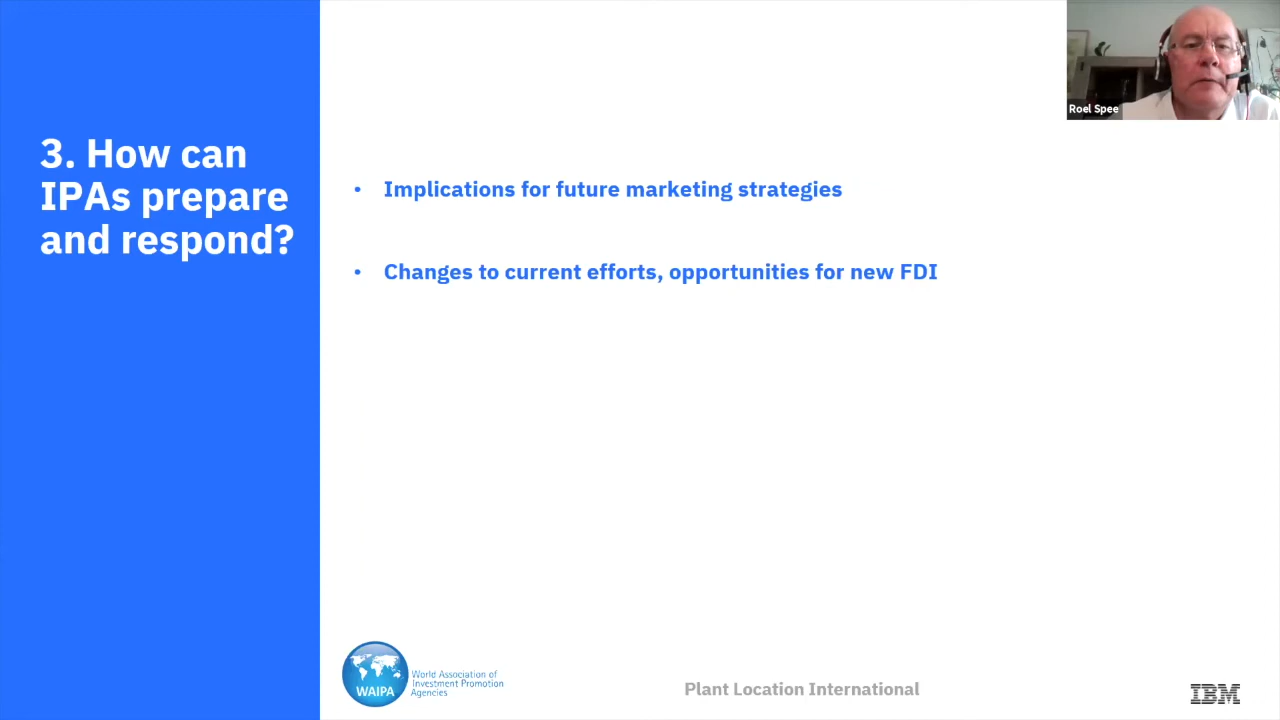 3. How can
IPAs prepare
and respond?
• Implications for future marketing strategies
• Changes to current efforts, opportunities for new FDI
Roel Spee
WAIPA
World Association of
Investment Promotion
Agencies
Plant Location International
IBM